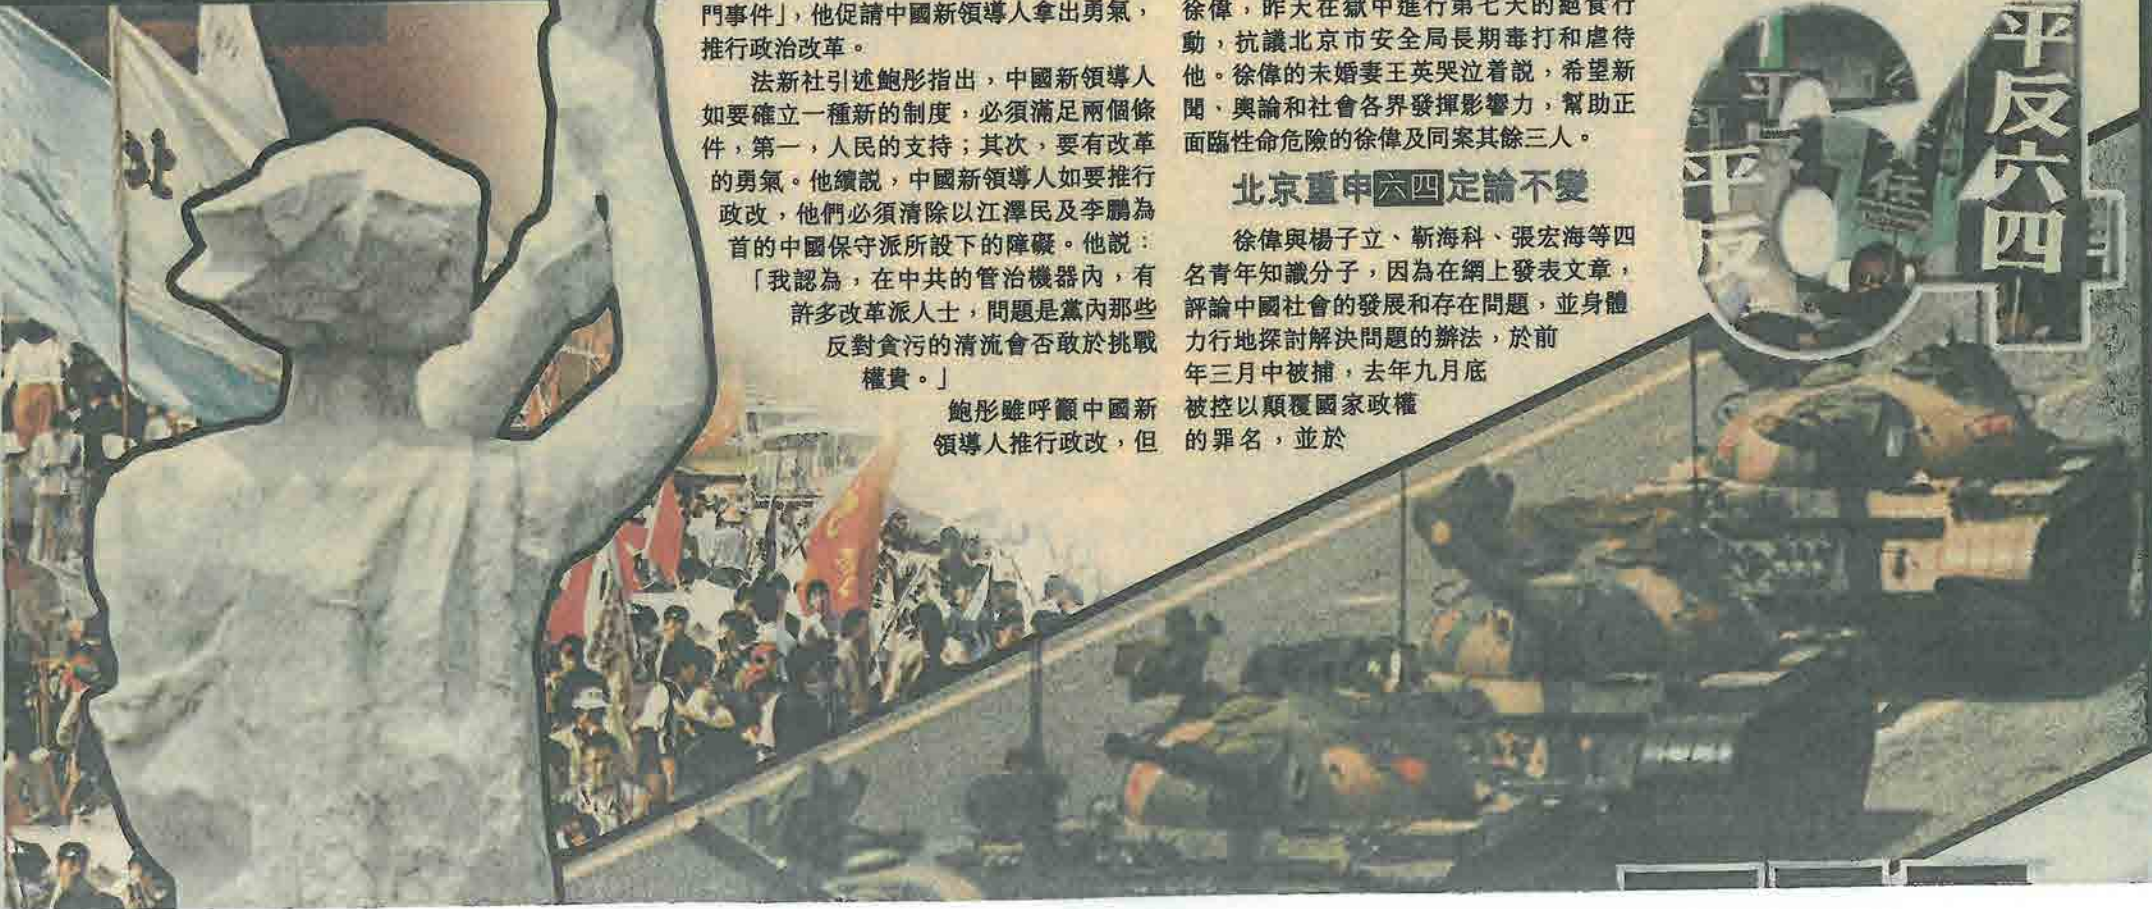 門事件」，他促請中國新領導人拿出勇氣，
推行政治改革。
法新社引述鮑彤指出，中國新領導人
如要確立一種新的制度，必須滿足兩個條
件，第一，人民的支持；其次，要有改革
的勇氣。他續說，中國新領導人如要推行
政改，他們必須清除以江澤民及李鵬為
首的中國保守派所設下的障礙。他說：
「我認為，在中共的管治機器內，有
許多改革派人士，問題是黨內那些
反對貪污的清流會否敢於挑戰
權貴。」
鮑彤雖呼籲中國新
領導人推行政改，但
徐偉，昨天在獄中進行第七天的絕食行
動，抗議北京市安全局長期毒打和虐待
他。徐偉的未婚妻王英哭泣着說，希望新
聞、輿論和社會各界發揮影響力，幫助正
面臨性命危險的徐偉及同案其餘三人。
北京重申六四定論不變
徐偉與楊子立、靳海科、張宏海等四
名青年知識分子，因為在網上發表文章，
評論中國社會的發展和存在問題，並身體
力行地探討解決問題的辦法，於前
年三月中被捕，去年九月底
被控以顛覆國家政權
的罪名，並於
平反六四
平反
任
北